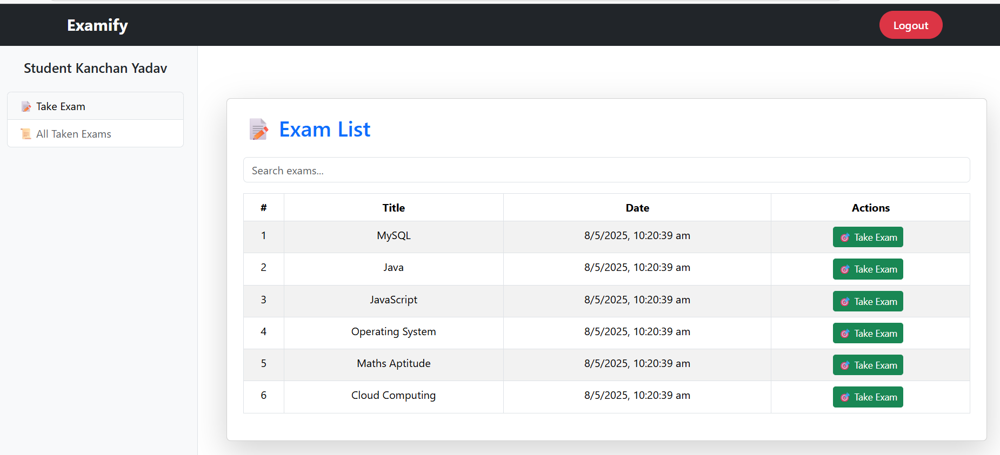 Examify
Logout
Student Kanchan Yadav
Take Exam
All Taken Exams
Exam List
Search exams...
# Title Date Actions
1 MySQL 8/5/2025, 10:20:39 am Take Exam
2 Java 8/5/2025, 10:20:39 am Take Exam
3 JavaScript 8/5/2025, 10:20:39 am Take Exam
4 Operating System 8/5/2025, 10:20:39 am Take Exam
5 Maths Aptitude 8/5/2025, 10:20:39 am Take Exam
6 Cloud Computing 8/5/2025, 10:20:39 am Take Exam